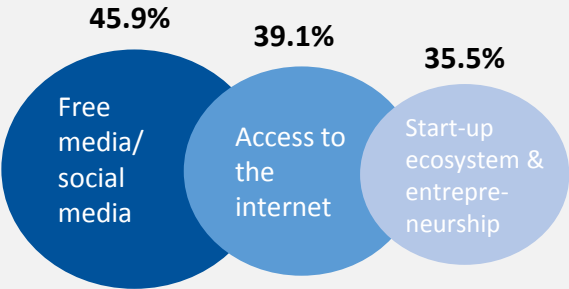 45.9%
39.1%
35.5%
Free
media/
social
media
Access to
the
internet
Start-up
ecosystem &
entrepre-
neurship